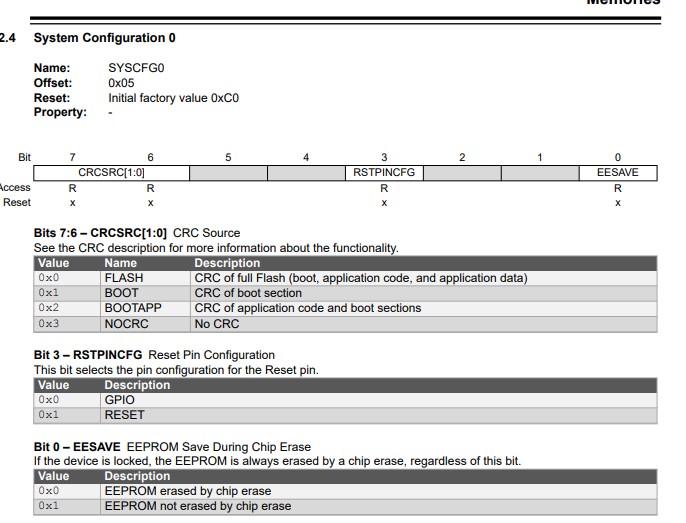 Memories
2.4 System Configuration 0
Name: SYSCFG0
Offset: 0x05
Reset: Initial factory value 0xC0
Property: -
Bit 7 6 5 4 3 2 1 0
CRCSRC[1:0] RSTPINCFG EESAVE
Access R R R R
Reset x x x x
Bits 7:6 – CRCSRC[1:0] CRC Source
See the CRC description for more information about the functionality.
Value Name Description
0x0 FLASH CRC of full Flash (boot, application code, and application data)
0x1 BOOT CRC of boot section
0x2 BOOTAPP CRC of application code and boot sections
0x3 NOCRC No CRC
Bit 3 – RSTPINCFG Reset Pin Configuration
This bit selects the pin configuration for the Reset pin.
Value Description
0x0 GPIO
0x1 RESET
Bit 0 – EESAVE EEPROM Save During Chip Erase
If the device is locked, the EEPROM is always erased by a chip erase, regardless of this bit.
Value Description
0x0 EEPROM erased by chip erase
0x1 EEPROM not erased by chip erase